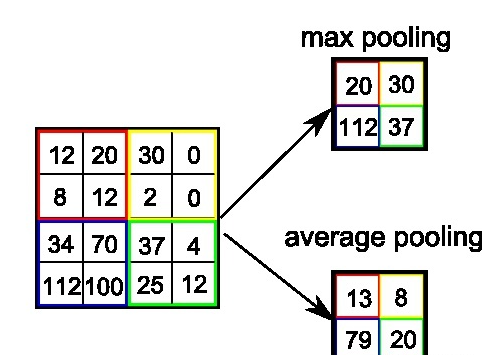 max pooling
20 30
112 37
12 20 30 0
8 12 2 0
34 70 37 4
112 100 25 12
average pooling
13 8
79 20